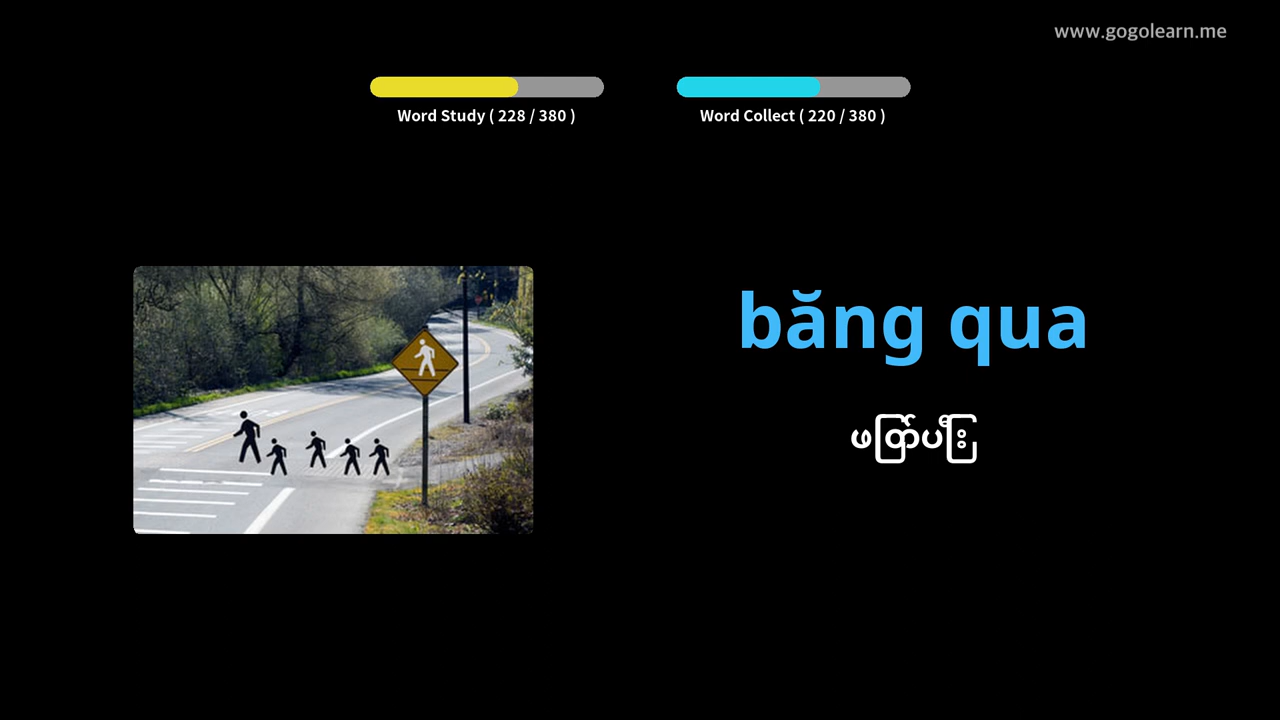 www.gogolearn.me
Word Study ( 228 / 380 )
Word Collect ( 220 / 380 )
băng qua
ဖြတ်ပြီး